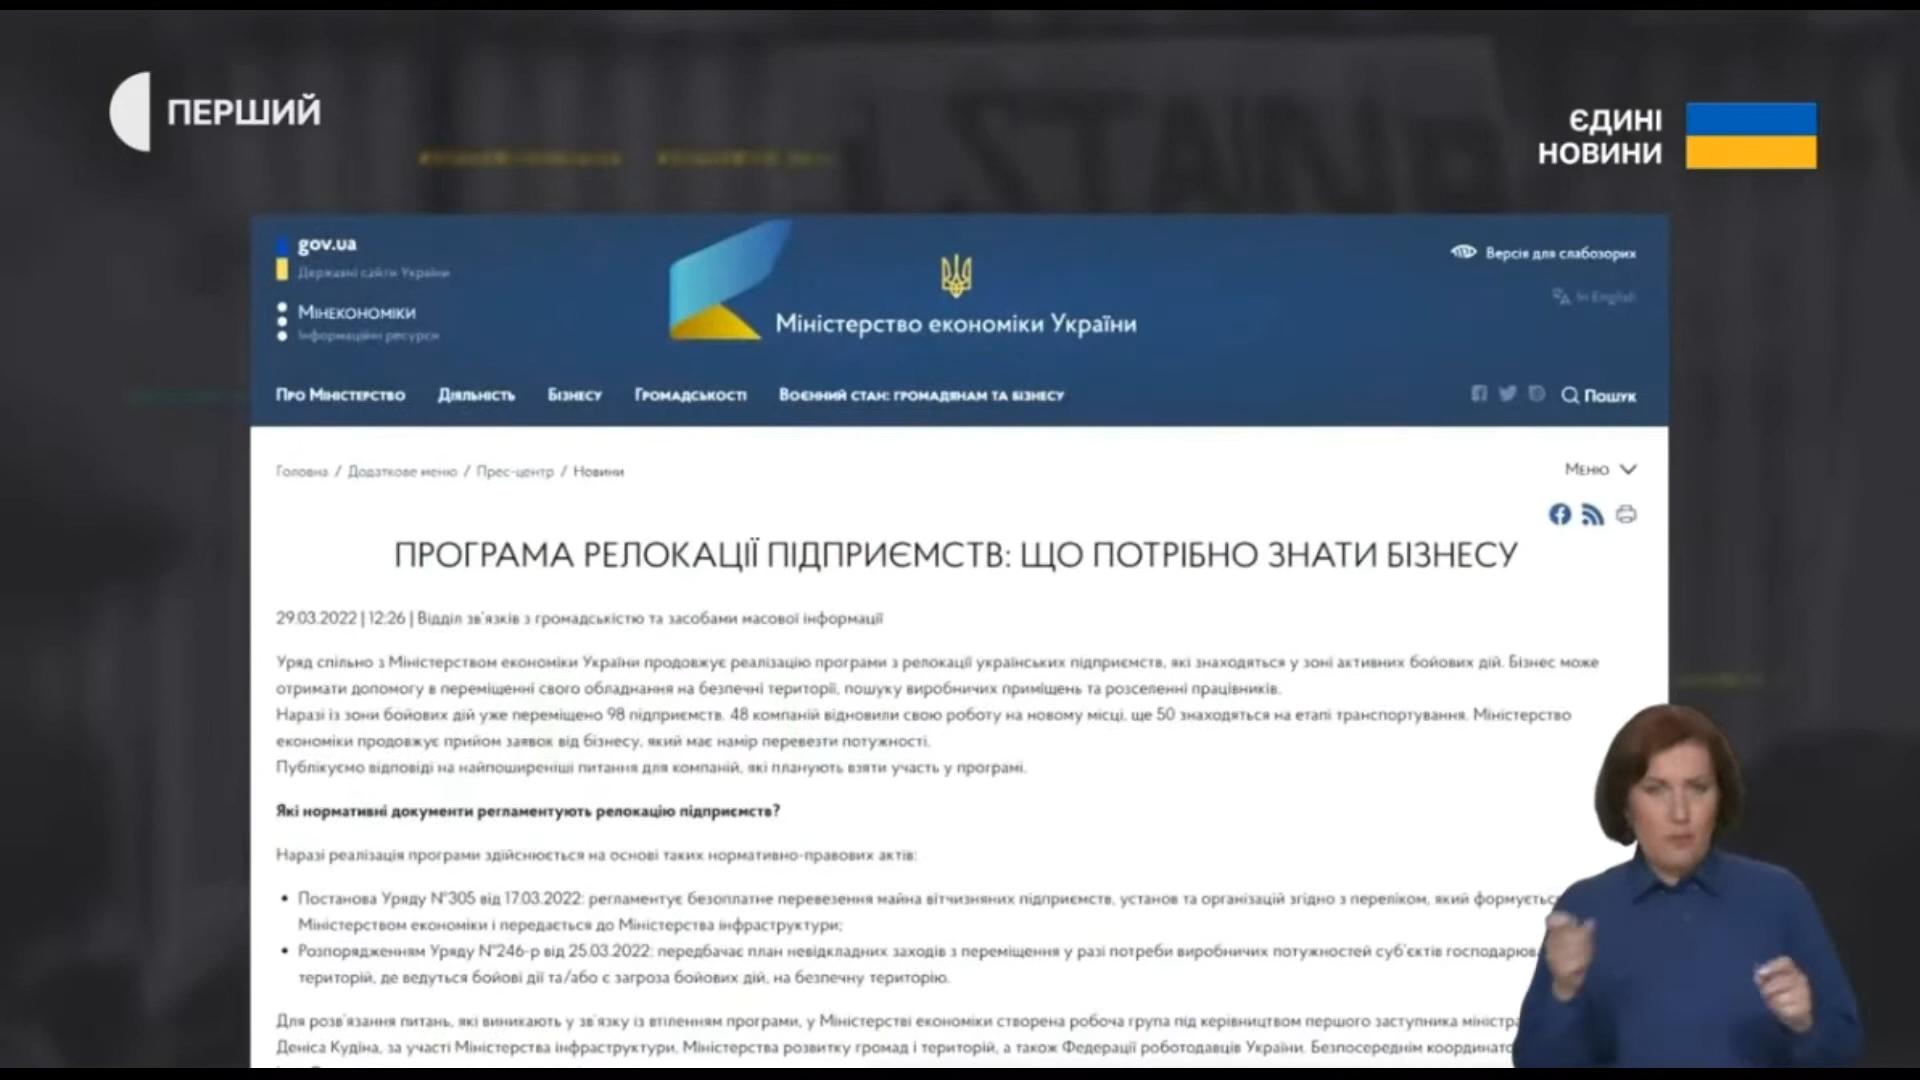 ПЕРШИЙ
ЄДИНІ
НОВИНИ
STAND
gov.ua
Державні сайти України
Мінекономіки
Інформаційні ресурси
Міністерство економіки України
Версія для слабозорих
In English
Про Міністерство Діяльність Бізнесу Громадськості Воєнний стан: громадянам та бізнесу
Пошук
Головна / Додаткове меню / Прес-центр / Новини
Меню
ПРОГРАМА РЕЛОКАЦІЇ ПІДПРИЄМСТВ: ЩО ПОТРІБНО ЗНАТИ БІЗНЕСУ
29.03.2022 | 12:26 | Відділ зв'язків з громадськістю та засобами масової інформації
Уряд спільно з Міністерством економіки України продовжує реалізацію програми з релокації українських підприємств, які знаходяться у зоні активних бойових дій. Бізнес може
отримати допомогу в переміщенні свого обладнання на безпечні території, пошуку виробничих приміщень та розселенні працівників.
Наразі із зони бойових дій уже переміщено 98 підприємств. 48 компаній відновили свою роботу на новому місці, ще 50 знаходяться на етапі транспортування. Міністерство
економіки продовжує прийом заявок від бізнесу, який має намір перевезти потужності.
Публікуємо відповіді на найпоширеніші питання для компаній, які планують взяти участь у програмі.
Які нормативні документи регламентують релокацію підприємств?
Наразі реалізація програми здійснюється на основі таких нормативно-правових актів:
• Постанова Уряду №305 від 17.03.2022: регламентує безоплатне перевезення майна вітчизняних підприємств, установ та організацій згідно з переліком, який формуєтьс
Міністерством економіки і передається до Міністерства інфраструктури;
• Розпорядженням Уряду №246-р від 25.03.2022: передбачає план невідкладних заходів з переміщення у разі потреби виробничих потужностей суб'єктів господарюв
територій, де ведуться бойові дії та/або є загроза бойових дій, на безпечну територію.
Для розв'язання питань, які виникають у зв'язку із втіленням програми, у Міністерстві економіки створена робоча група під керівництвом першого заступника міністра
Деніса Кудіна, за участі Міністерства інфраструктури, Міністерства розвитку громад і територій, а також Федерації роботодавців України. Безпосереднім координато